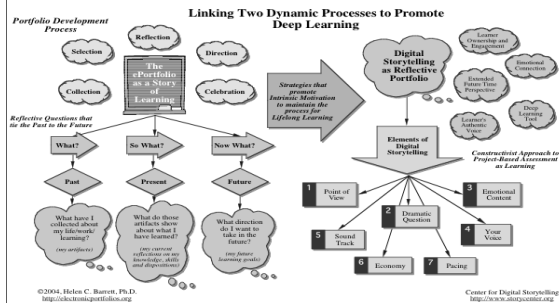 Linking Two Dynamic Processes to Promote
Deep Learning
Portfolio Development
Process
Selection
Reflection
Direction
Collection
The
ePortfolio
as a Story
of
Learning
Celebration
Reflective Questions that
tie the Past to the Future
What?
So What?
Now What?
Past
Present
Future
What have I
collected about
my life/work/
learning?
(my artifacts)
What do those
artifacts show
about what I
have learned?
(my current
reflections on my
knowledge, skills
and dispositions)
What direction
do I want to
take in the
future?
(my future
learning goals)
Strategies that
promote
Intrinsic Motivation
to maintain the
process for
Lifelong Learning
Digital
Storytelling
as Reflective
Portfolio
Learner
Ownership and
Engagement
Emotional
Connection
Extended
Future Time
Perspective
Deep
Learning
Tool
Learner's
Authentic
Voice
Elements of
Digital
Storytelling
Constructivist Approach to
Project-Based Assessment
as Learning
1 Point of
View
2 Dramatic
Question
3 Emotional
Content
4 Your
Voice
5 Sound
Track
6 Economy
7 Pacing
©2004, Helen C. Barrett, Ph.D.
http://electronicportfolios.org
Center for Digital Storytelling
http://www.storycenter.org